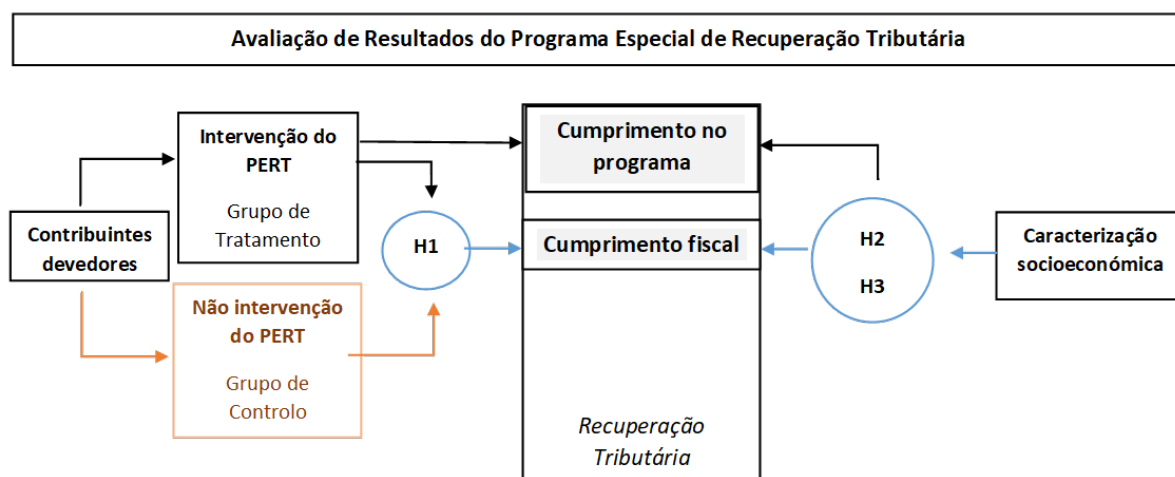 Avaliação de Resultados do Programa Especial de Recuperação Tributária
Contribuintes
devedores
Intervenção do
PERT
Grupo de
Tratamento
Não intervenção
do PERT
Grupo de
Controlo
H1
Cumprimento no
programa
Cumprimento fiscal
Recuperação
Tributária
H2
H3
Caracterização
socioeconómica